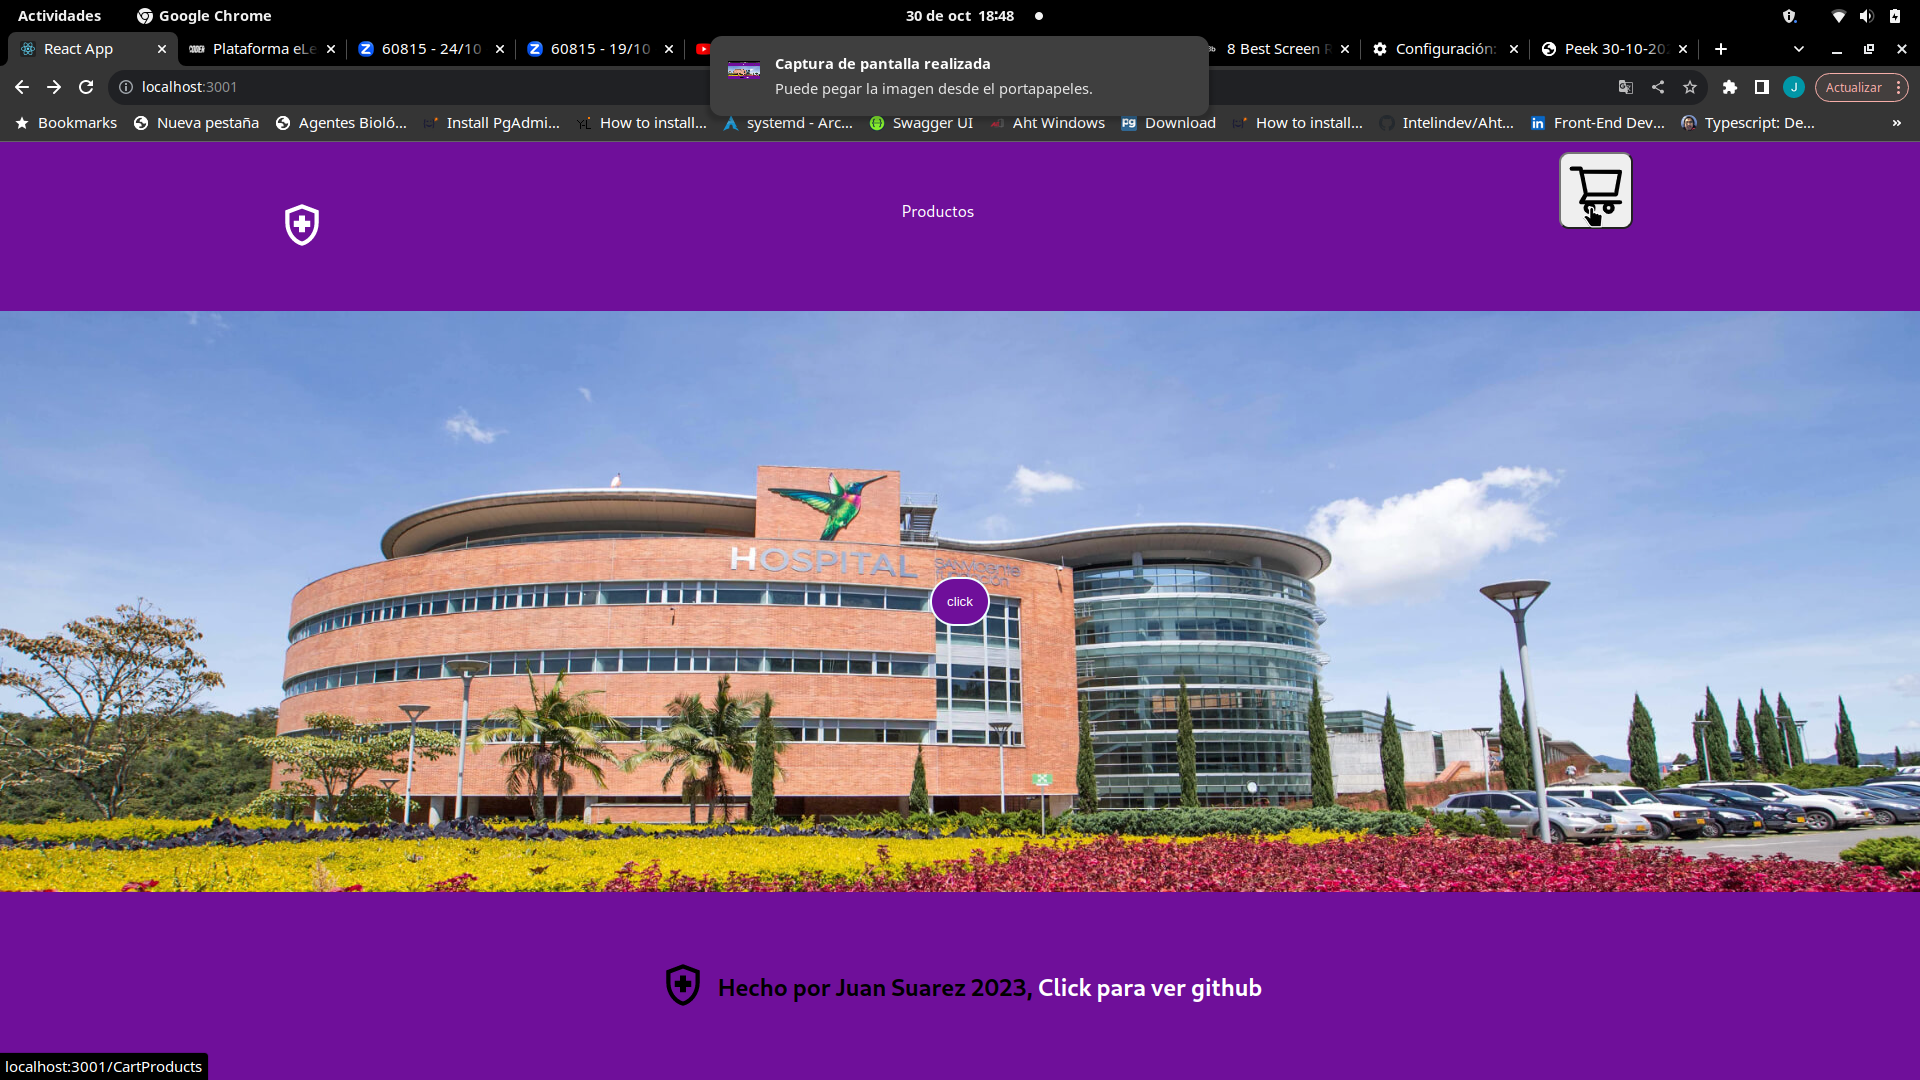 Actividades Google Chrome 30 de oct 18:48
React App Plataforma eLe 60815 - 24/10 60815 - 19/10 8 Best Screen R Configuración: Peek 30-10-20
Captura de pantalla realizada
Puede pegar la imagen desde el portapapeles.
localhost:3001 J Actualizar
Bookmarks Nueva pestaña Agentes Bioló... Install PgAdmi... How to install... systemd - Arc... Swagger UI Aht Windows Download How to install... Intelindev/Aht... Front-End Dev... Typescript: De... »
Productos
HOSPITAL
SANVicente
click
Hecho por Juan Suarez 2023, Click para ver github
localhost:3001/CartProducts